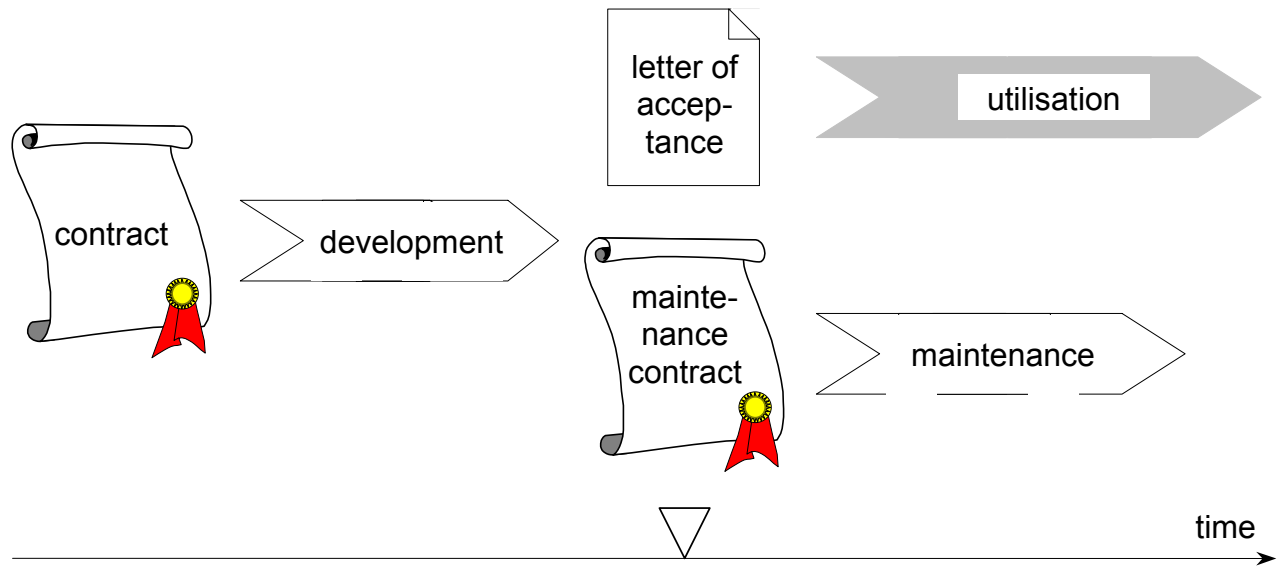 letter of
accep-
tance
utilisation
contract
development
mainte-
nance
contract
maintenance
time